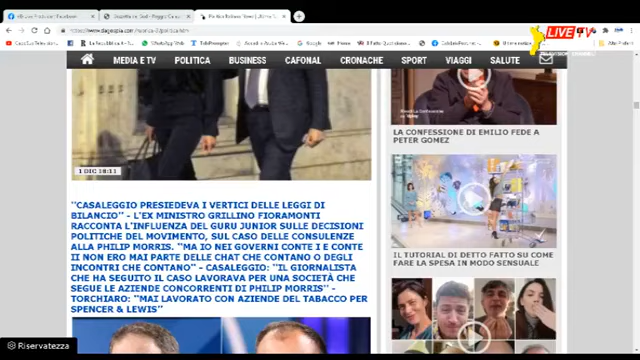 LIVE TV
https://www.dagospia.com
MEDIA E TV POLITICA BUSINESS CAFONAL CRONACHE SPORT VIAGGI SALUTE
1 DIC 18:11
"CASALEGGIO PRESIEDEVA I VERTICI DELLE LEGGI DI
BILANCIO" - L'EX MINISTRO GRILLINO FIORAMONTI
RACCONTA L'INFLUENZA DEL GURU JUNIOR SULLE DECISIONI
POLITICHE DEL MOVIMENTO, SUL CASO DELLE CONSULENZE
ALLA PHILIP MORRIS. "MA IO NEI GOVERNI CONTE I E CONTE
II NON ERO MAI PARTE DELLE CHAT CHE CONTANO O DEGLI
INCONTRI CHE CONTANO" - CASALEGGIO: "IL GIORNALISTA
CHE HA SEGUITO IL CASO LAVORAVA PER UNA SOCIETÀ CHE
SEGUE LE AZIENDE CONCORRENTI DI PHILIP MORRIS" -
TORCHIARO: "MAI LAVORATO CON AZIENDE DEL TABACCO PER
SPENCER & LEWIS"
LA CONFESSIONE DI EMILIO FEDE A
PETER GOMEZ
IL TUTORIAL DI DETTO FATTO SU COME
FARE LA SPESA IN MODO SENSUALE
Riservatezza